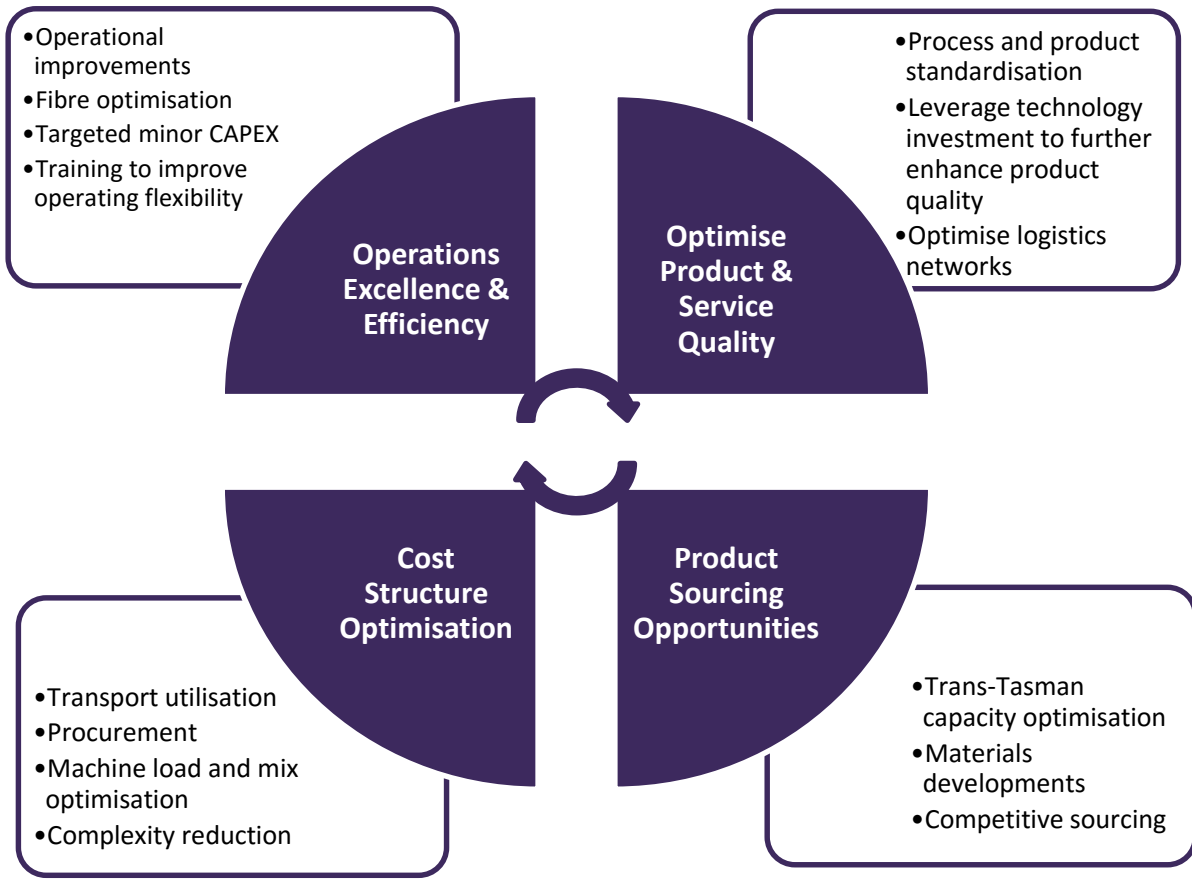 •Operational
improvements
•Fibre optimisation
•Targeted minor CAPEX
•Training to improve
operating flexibility
•Process and product
standardisation
•Leverage technology
investment to further
enhance product
quality
•Optimise logistics
networks
Operations
Excellence &
Efficiency
Optimise
Product &
Service
Quality
Cost
Structure
Optimisation
Product
Sourcing
Opportunities
•Transport utilisation
•Procurement
•Machine load and mix
optimisation
•Complexity reduction
•Trans-Tasman
capacity optimisation
•Materials
developments
•Competitive sourcing